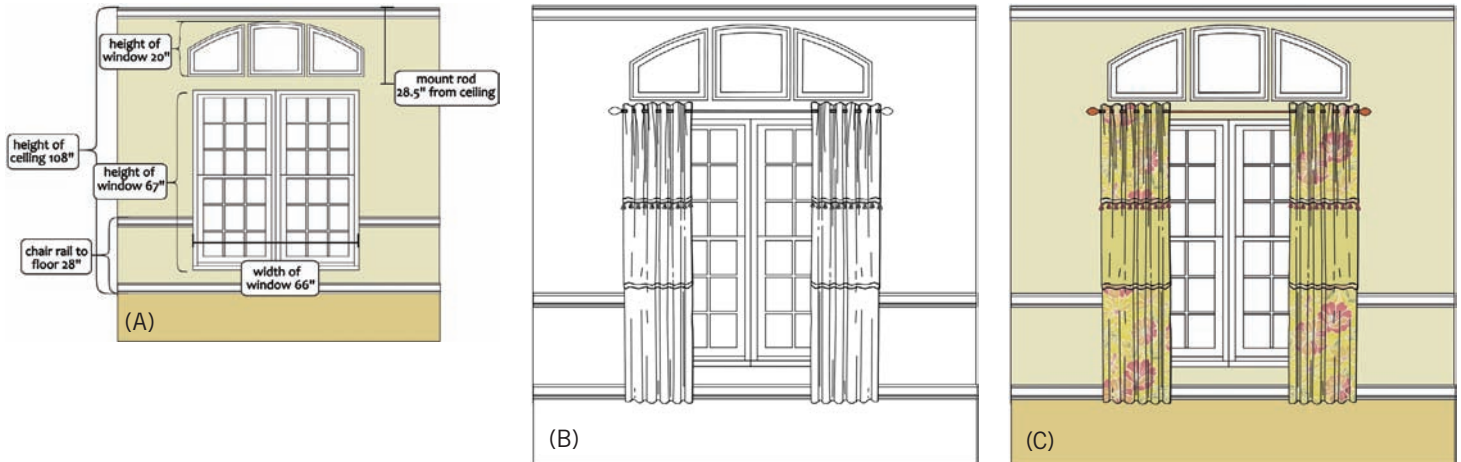 height of
window 20"
mount rod
28.5" from ceiling
height of
ceiling 108"
height of
window 67"
chair rail to
floor 28"
width of
window 66"
(A)
(B)
(C)